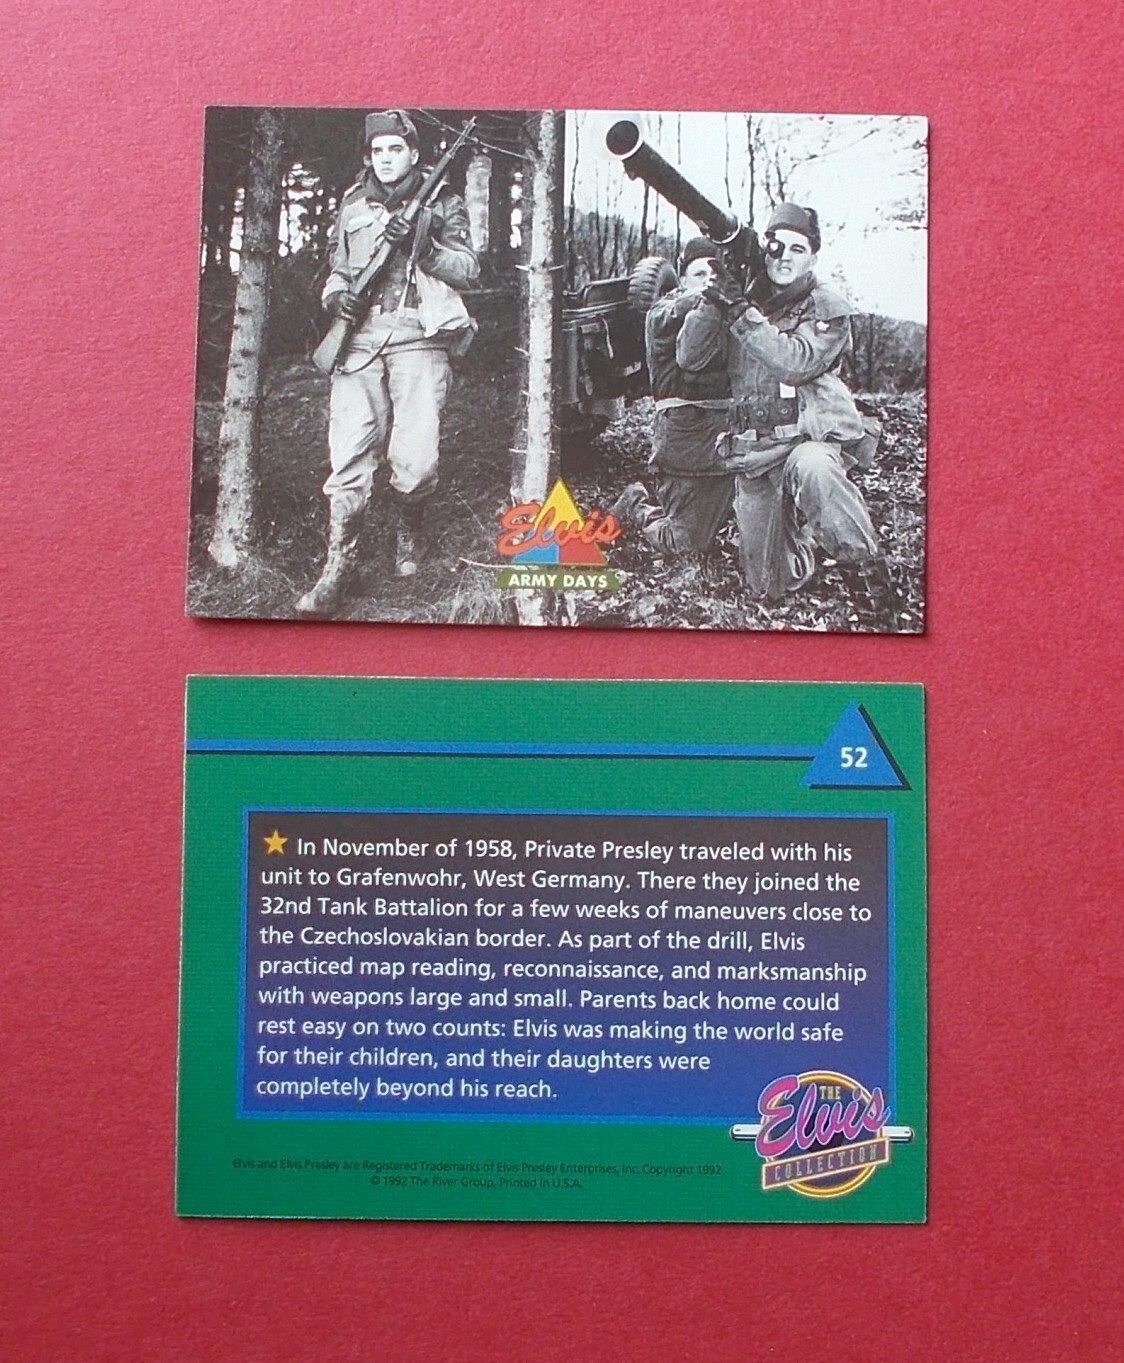 Elvis
ARMY DAYS
52
In November of 1958, Private Presley traveled with his
unit to Grafenwohr, West Germany. There they joined the
32nd Tank Battalion for a few weeks of maneuvers close to
the Czechoslovakian border. As part of the drill, Elvis
practiced map reading, reconnaissance, and marksmanship
with weapons large and small. Parents back home could
rest easy on two counts: Elvis was making the world safe
for their children, and their daughters were
completely beyond his reach.
THE
Elvis
COLLECTION
Elvis and Elvis Presley are Registered Trademarks of Elvis Presley Enterprises, Inc. Copyright 1992
© 1992 The River Group, Printed in U.S.A.